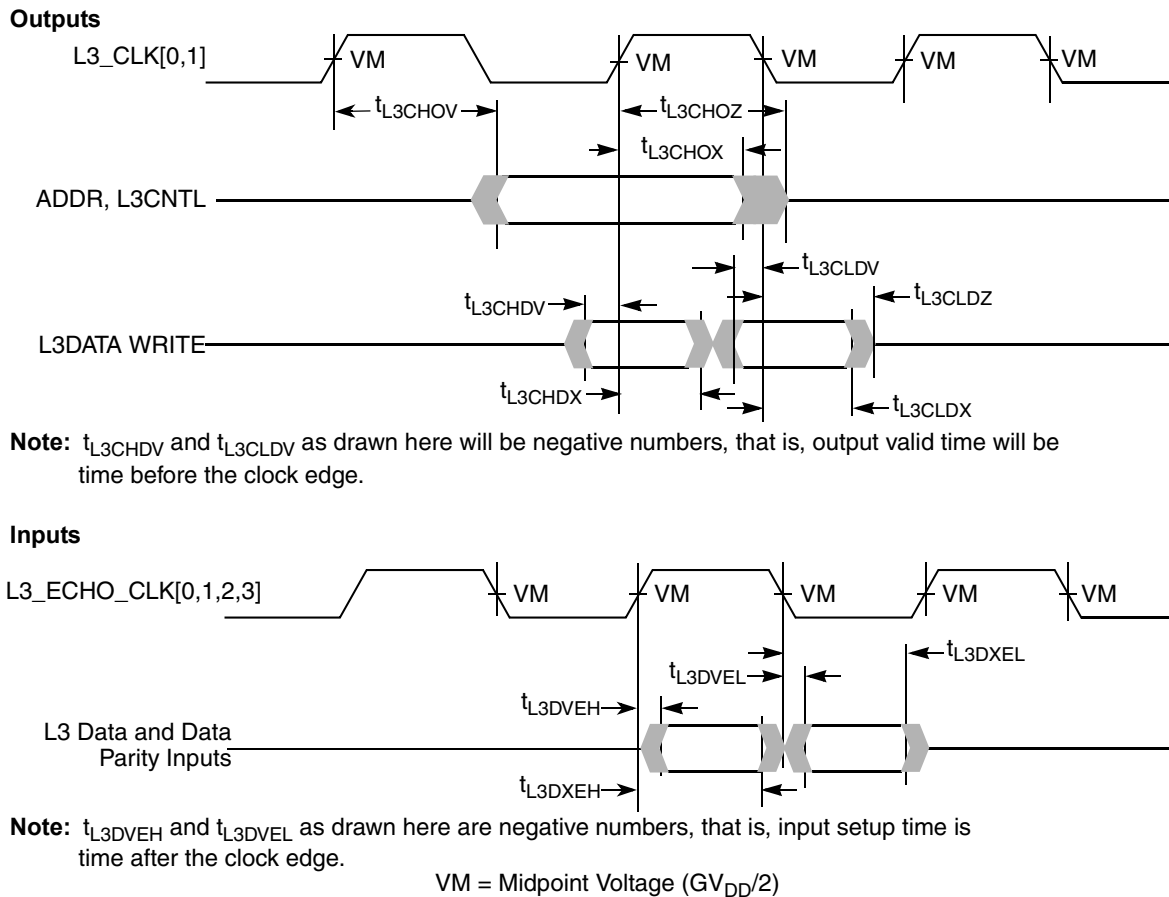 Outputs
L3_CLK[0,1]
VM
VM
VM
VM
VM
tL3CHOV
tL3CHOZ
tL3CHOX
ADDR, L3CNTL
tL3CLDV
tL3CHDV
tL3CLDZ
L3DATA WRITE
tL3CHDX
tL3CLDX
Note: tL3CHDV and tL3CLDV as drawn here will be negative numbers, that is, output valid time will be
time before the clock edge.
Inputs
L3_ECHO_CLK[0,1,2,3]
VM
VM
VM
VM
VM
tL3DXEL
tL3DVEL
tL3DVEH
L3 Data and Data
Parity Inputs
tL3DXEH
Note: tL3DVEH and tL3DVEL as drawn here are negative numbers, that is, input setup time is
time after the clock edge.
VM = Midpoint Voltage (GVDD/2)